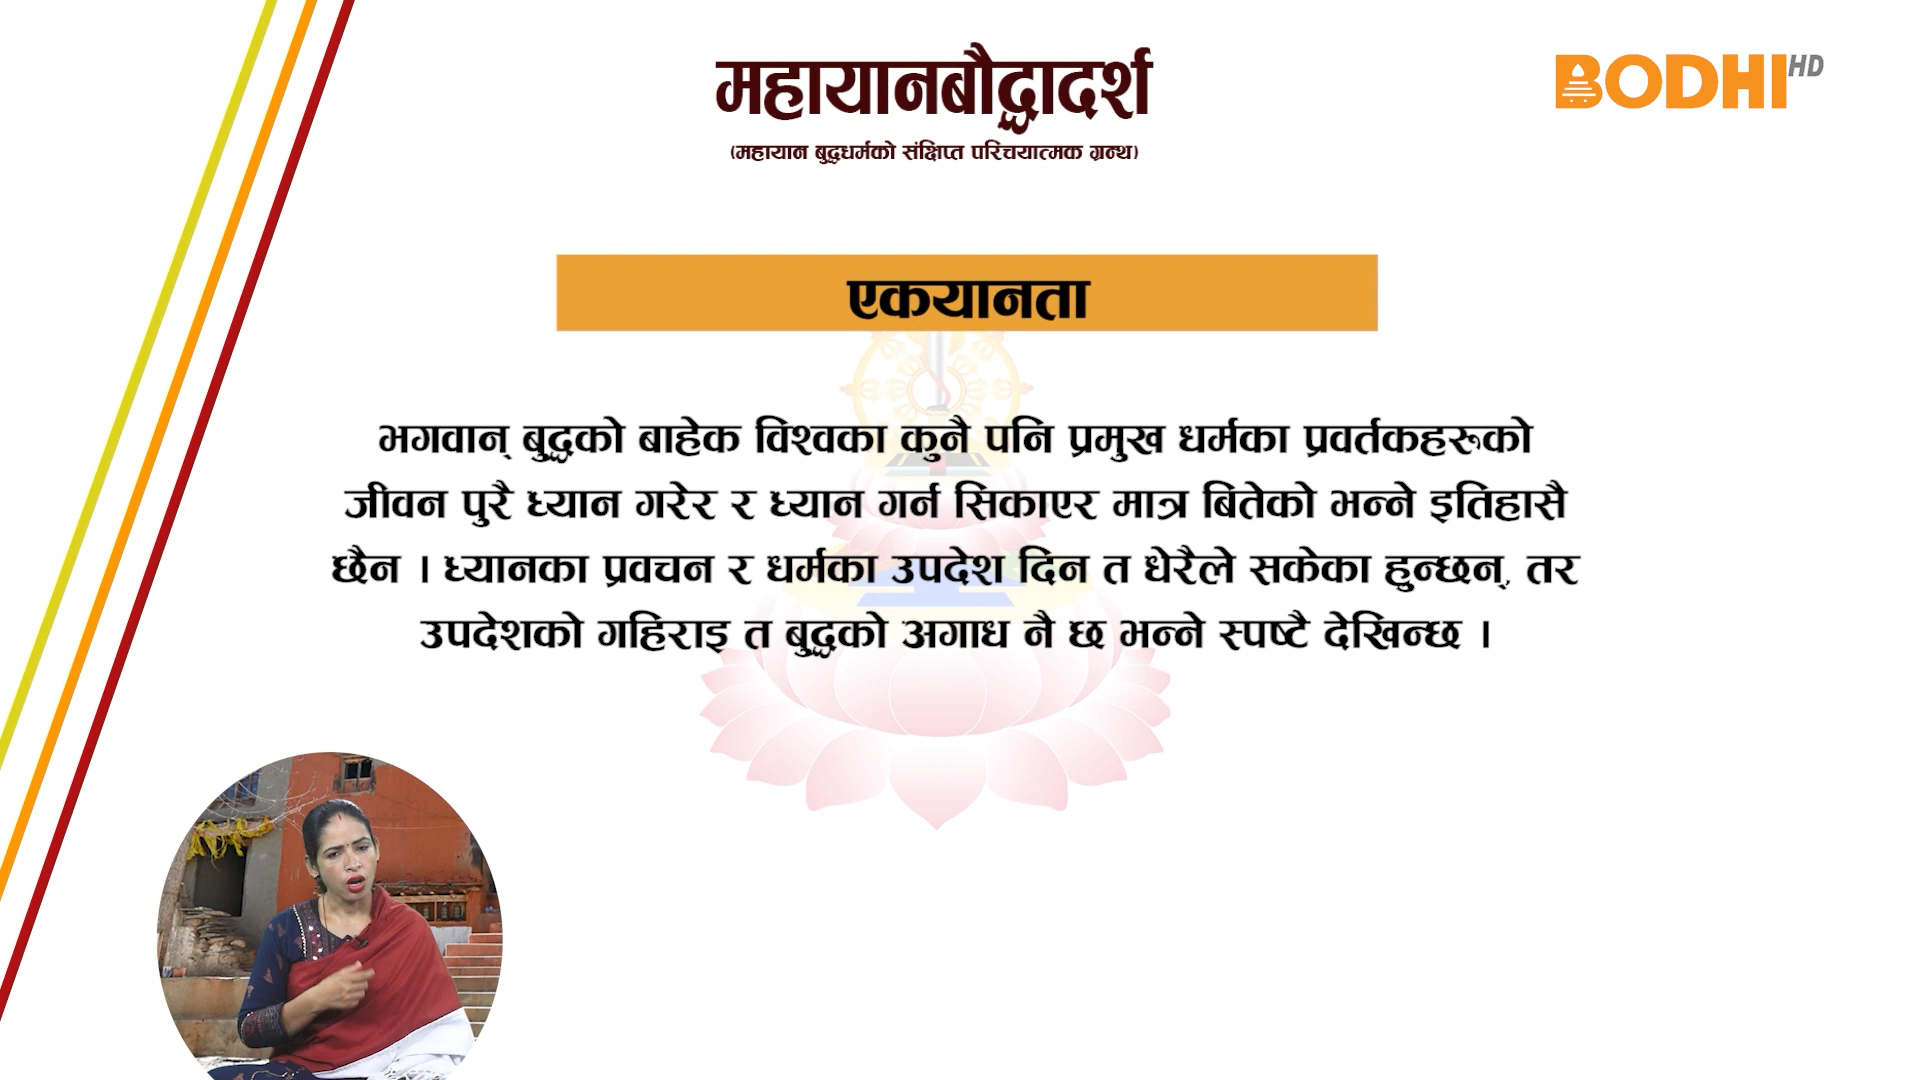 महायानबौद्धादर्श
BODHI HD
(महायान बुद्धधर्मको संक्षिप्त परिचयात्मक ग्रन्थ)
एकयानता
भगवान् बुद्धको बाहेक विश्वका कुनै पनि प्रमुख धर्मका प्रवर्तकहरुको
जीवन पुरै ध्यान गरेर र ध्यान गर्न सिकाएर मात्र बितेको भन्ने इतिहासै
छैन । ध्यानका प्रवचन र धर्मका उपदेश दिन त धेरैले सकेका हुन्छन्, तर
उपदेशको गहिराइ त बुद्धको अगाध नै छ भन्ने स्पष्टै देखिन्छ ।